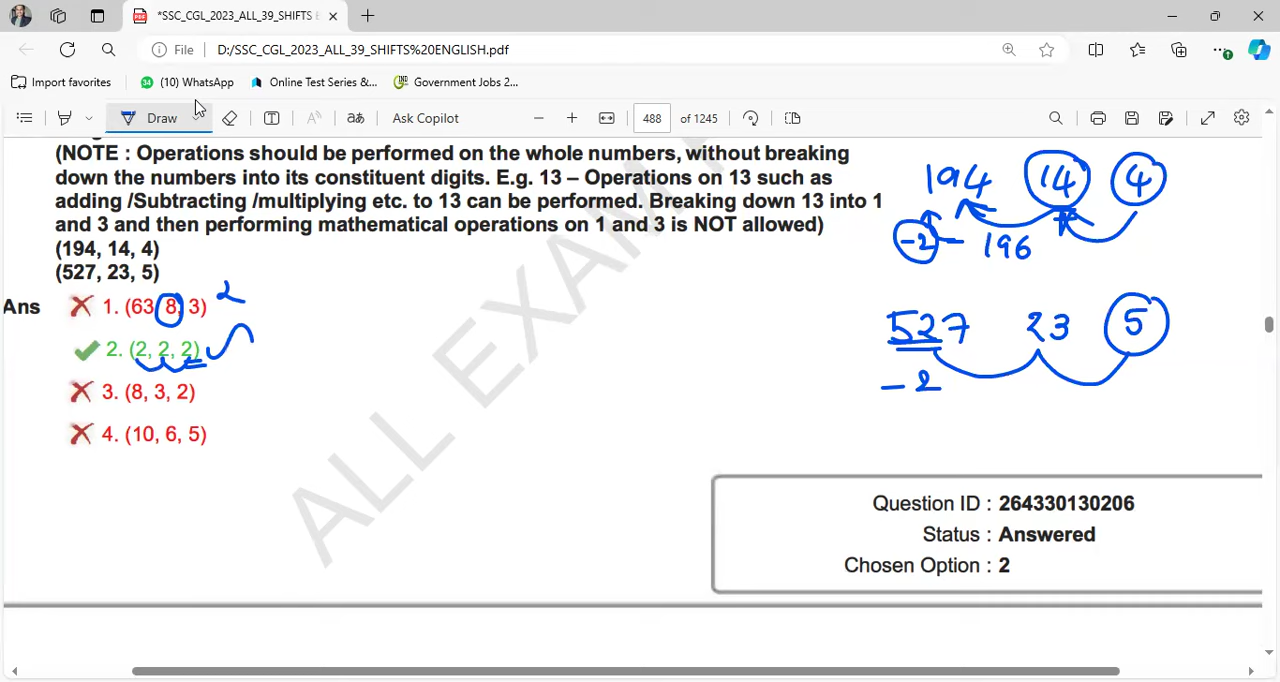 *SSC_CGL_2023_ALL_39_SHIFTS E
File D:/SSC_CGL_2023_ALL_39_SHIFTS%20ENGLISH.pdf
Import favorites 34 (10) WhatsApp Online Test Series &... Government Jobs 2...
Draw Ask Copilot 488 of 1245
(NOTE : Operations should be performed on the whole numbers, without breaking
down the numbers into its constituent digits. E.g. 13 – Operations on 13 such as
adding /Subtracting /multiplying etc. to 13 can be performed. Breaking down 13 into 1
and 3 and then performing mathematical operations on 1 and 3 is NOT allowed)
(194, 14, 4)
(527, 23, 5)
Ans 1. (63, 8, 3) 2
2. (2, 2, 2)
3. (8, 3, 2)
4. (10, 6, 5)
194 14 4
-2 196
527 23 5
-2
ALL EXAM
Question ID : 264330130206
Status : Answered
Chosen Option : 2